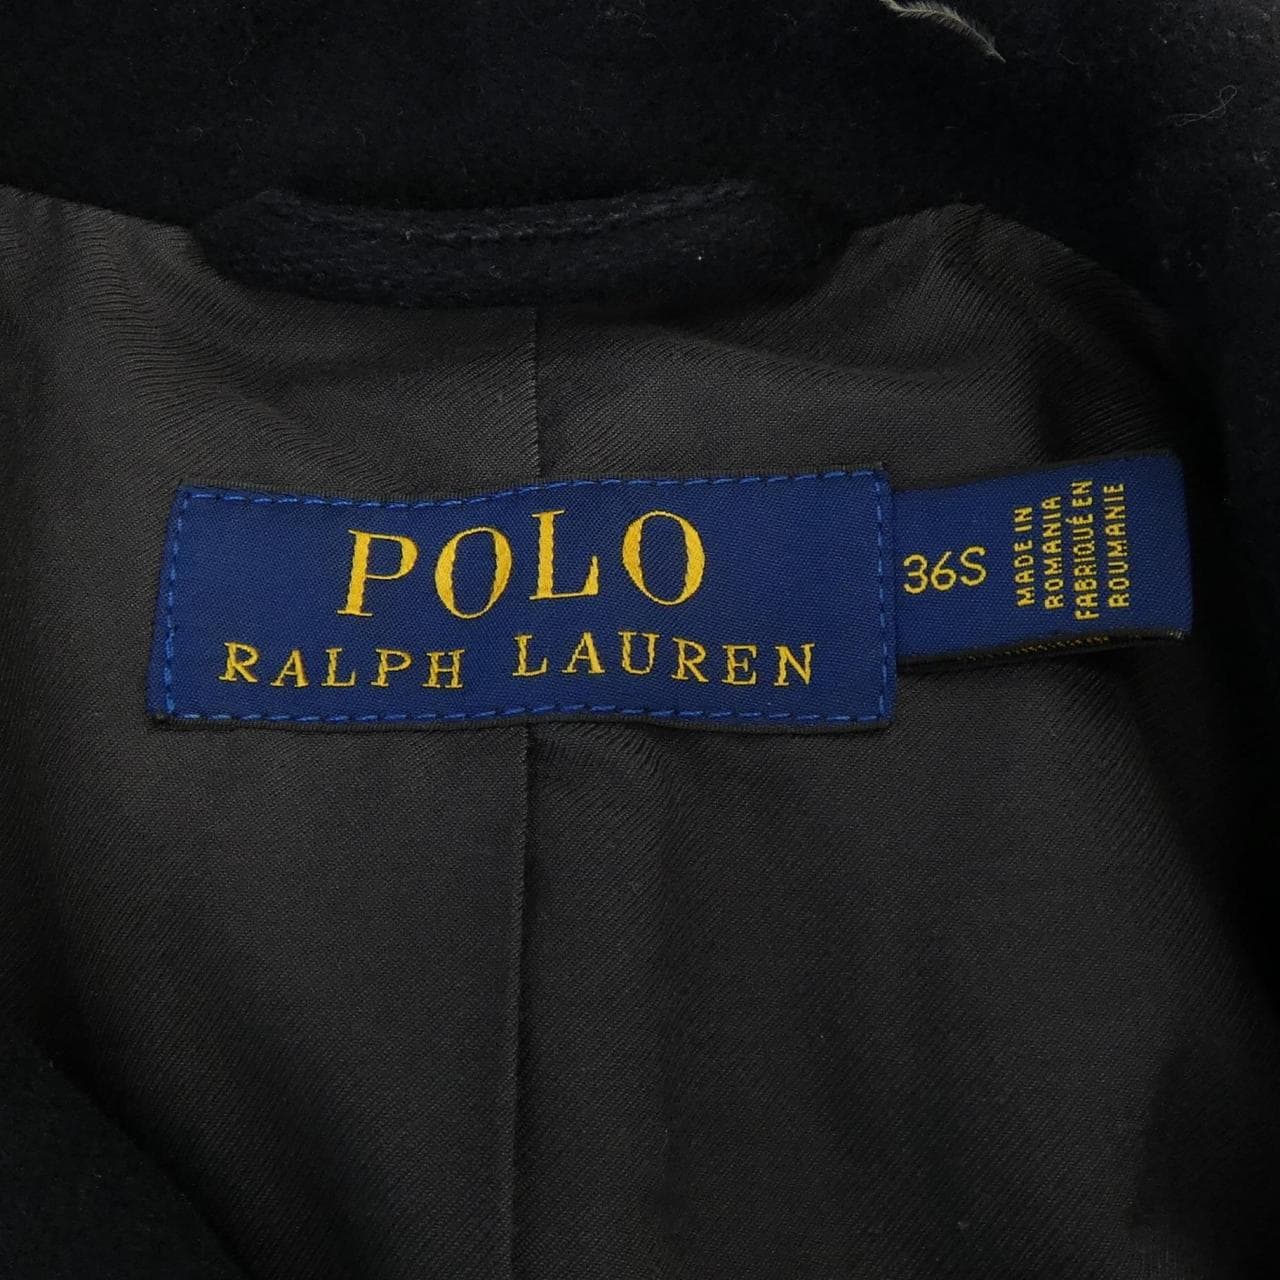 POLO
RALPH LAUREN
36S
MADE IN
ROMANIA
FABRIQUÉ EN
ROUMANIE